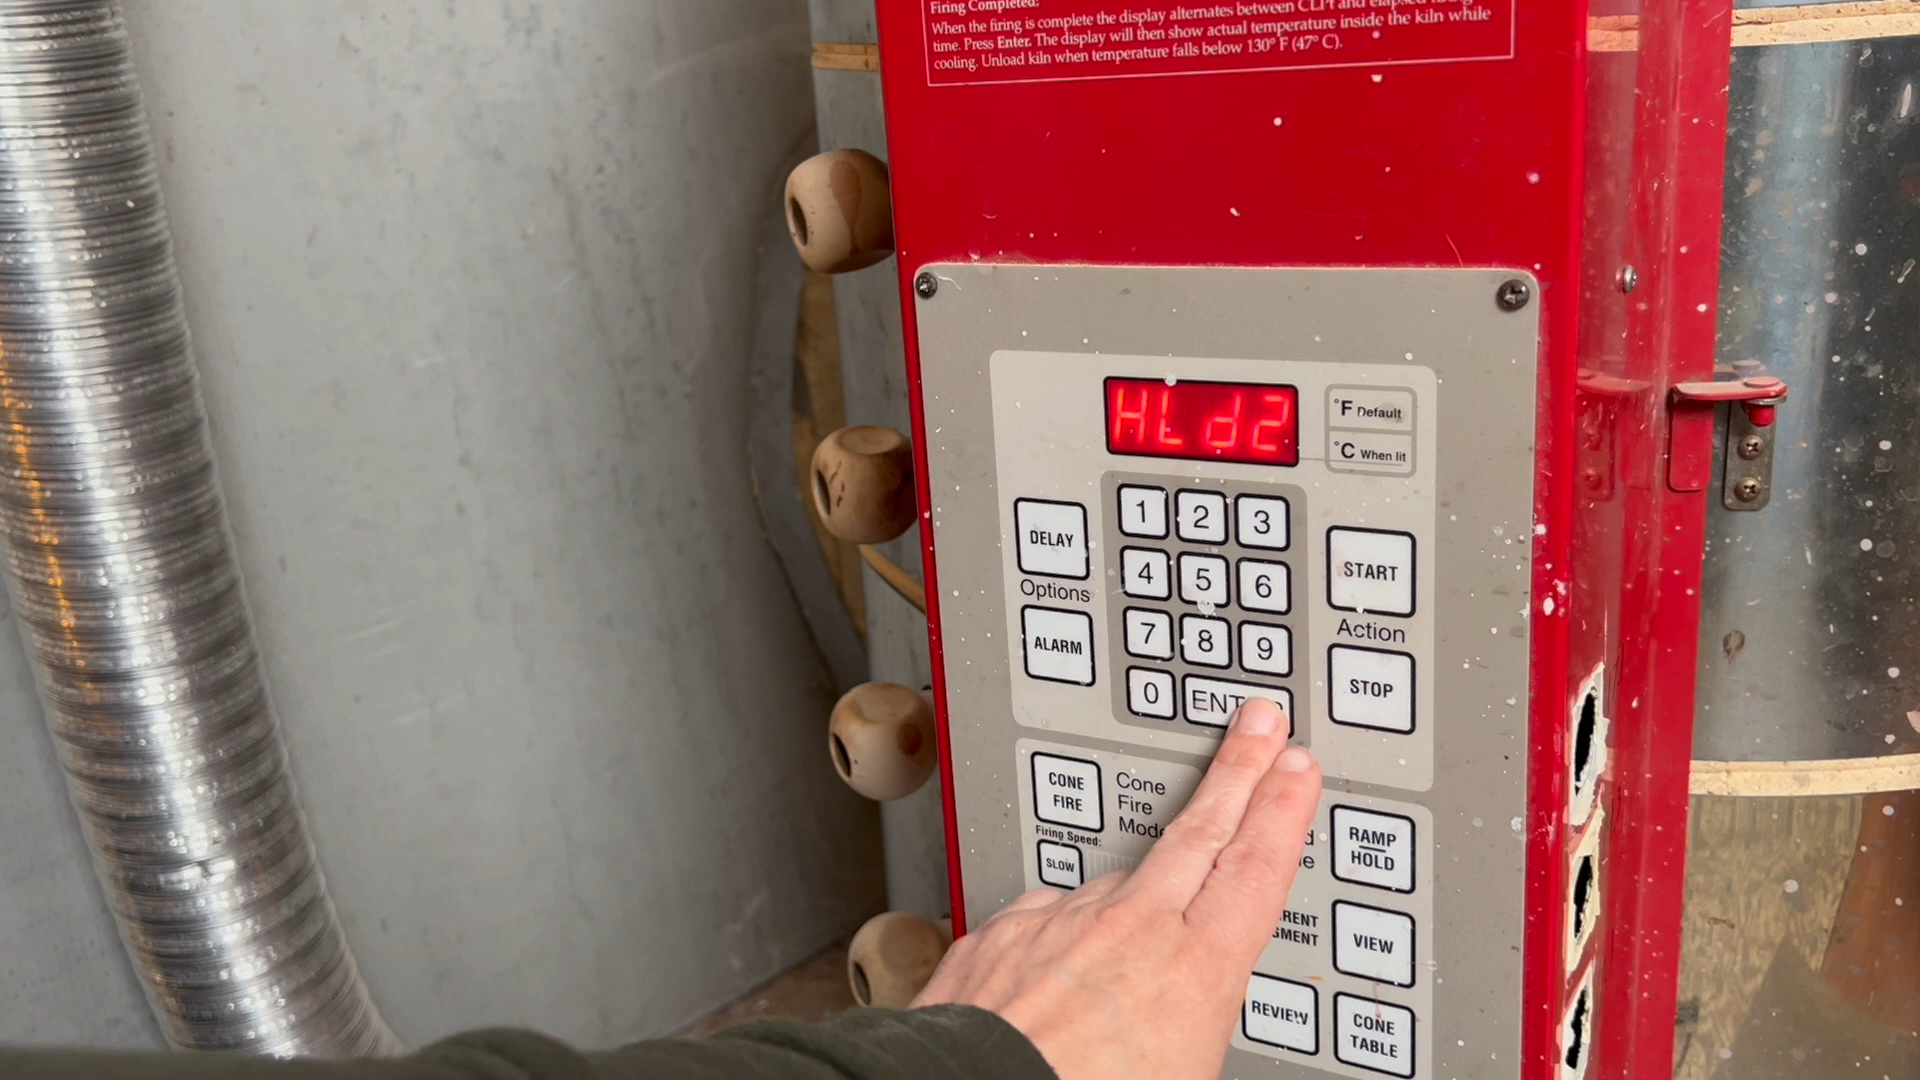 Firing Completed:
When the firing is complete the display alternates between CLPt and elapsed firing
time. Press Enter. The display will then show actual temperature inside the kiln while
cooling. Unload kiln when temperature falls below 130° F (47° C).
HLd2
°F Default
°C When lit
1 2 3
DELAY
START
4 5 6
Options
Action
7 8 9
ALARM
STOP
0 ENT
CONE
FIRE
Cone
Fire
Mod
RAMP
HOLD
Firing Speed:
SLOW
VIEW
REVIEW
CONE
TABLE